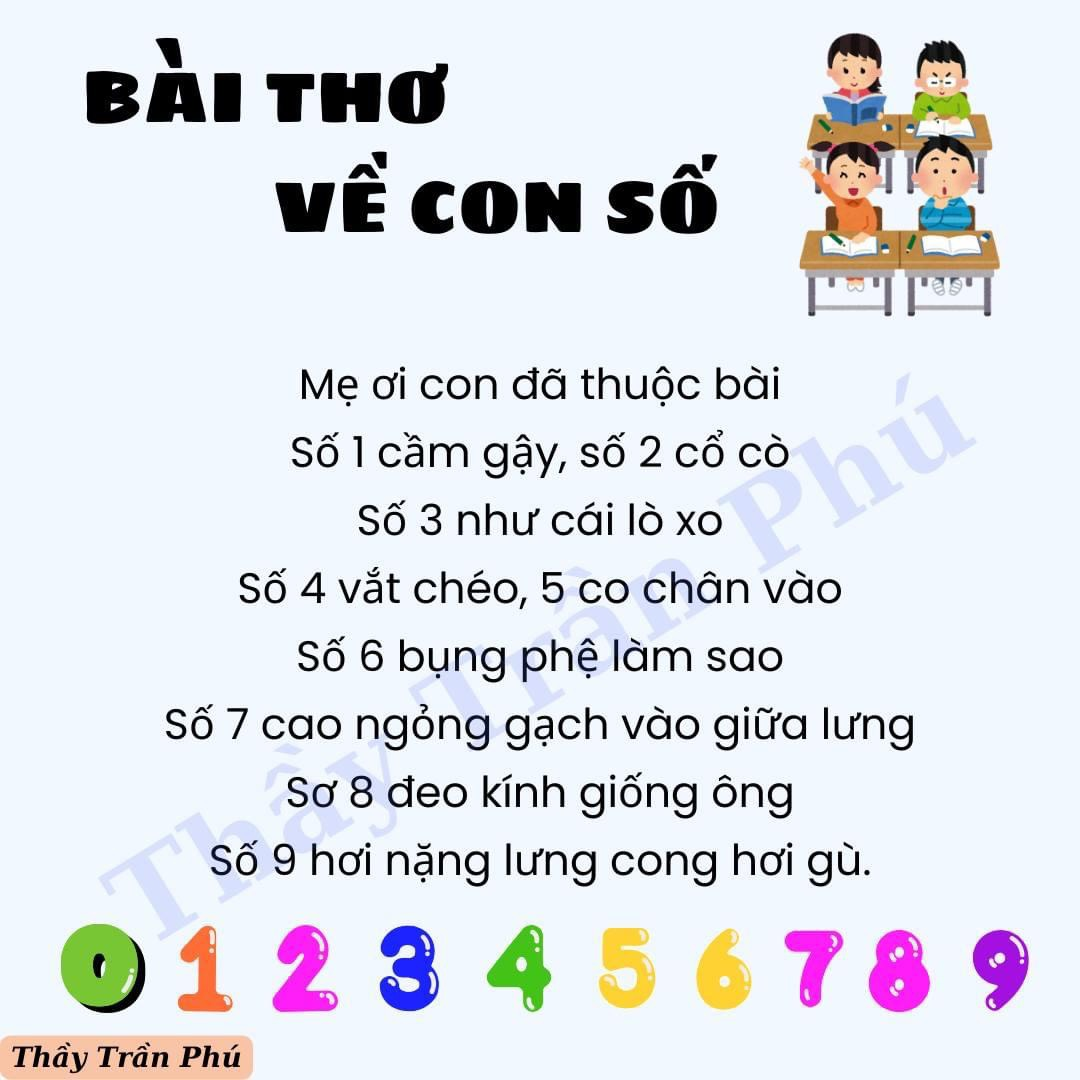 BÀI THƠ
VỀ CON SỐ
Mẹ ơi con đã thuộc bài
Số 1 cầm gậy, số 2 cổ cò
Số 3 như cái lò xo
Số 4 vắt chéo, 5 co chân vào
Số 6 bụng phệ làm sao
Số 7 cao ngỏng gạch vào giữa lưng
Sơ 8 đeo kính giống ông
Số 9 hơi nặng lưng cong hơi gù.
Thầy Trần Phú
0 1 2 3 4 5 6 7 8 9
Thầy Trần Phú